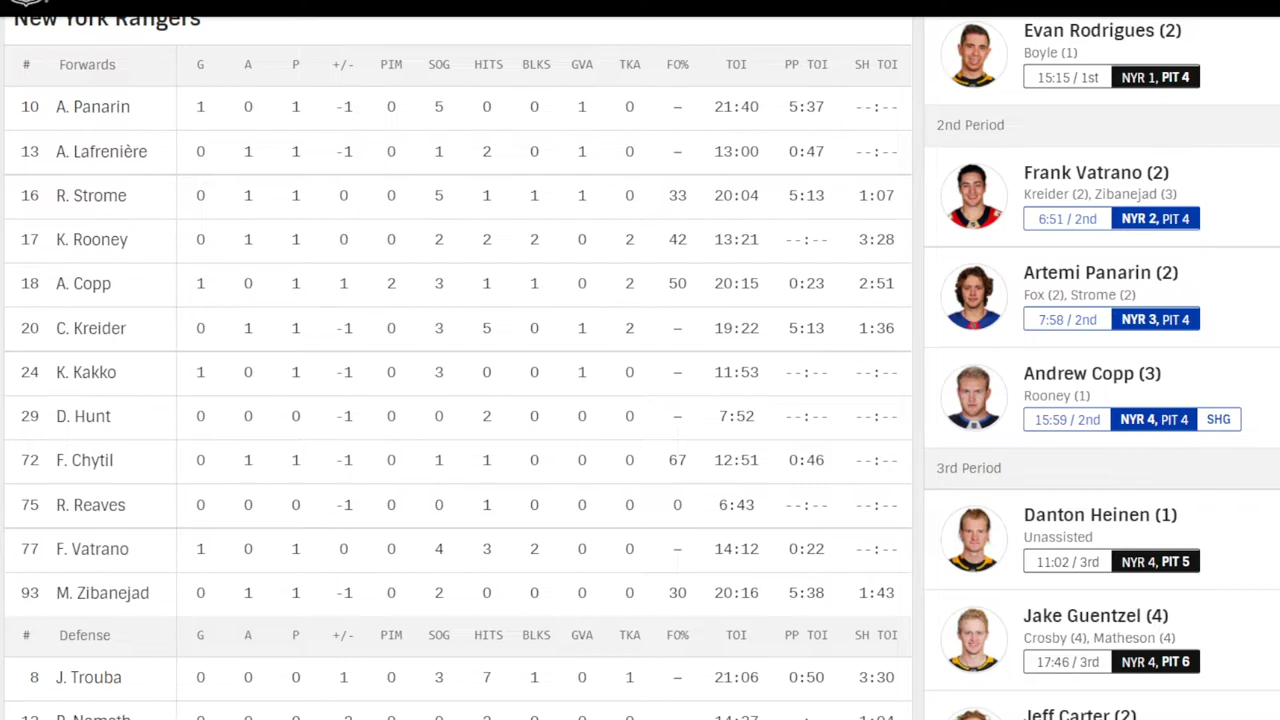 New York Rangers
# Forwards G A P +/- PIM SOG HITS BLKS GVA TKA FO% TOI PP TOI SH TOI
10 A. Panarin 1 0 1 -1 0 5 0 0 1 0 – 21:40 5:37 --:--
13 A. Lafrenière 0 1 1 -1 0 1 2 0 1 0 – 13:00 0:47 --:--
16 R. Strome 0 1 1 0 0 5 1 1 1 0 33 20:04 5:13 1:07
17 K. Rooney 0 1 1 0 0 2 2 2 0 2 42 13:21 --:-- 3:28
18 A. Copp 1 0 1 1 2 3 1 1 0 2 50 20:15 0:23 2:51
20 C. Kreider 0 1 1 -1 0 3 5 0 1 2 – 19:22 5:13 1:36
24 K. Kakko 1 0 1 -1 0 3 0 0 1 0 – 11:53 --:-- --:--
29 D. Hunt 0 0 0 -1 0 0 2 0 0 0 – 7:52 --:-- --:--
72 F. Chytil 0 1 1 -1 0 1 1 0 0 0 67 12:51 0:46 --:--
75 R. Reaves 0 0 0 -1 0 0 1 0 0 0 0 6:43 --:-- --:--
77 F. Vatrano 1 0 1 0 0 4 3 2 0 0 – 14:12 0:22 --:--
93 M. Zibanejad 0 1 1 -1 0 2 0 0 0 0 30 20:16 5:38 1:43
# Defense G A P +/- PIM SOG HITS BLKS GVA TKA FO% TOI PP TOI SH TOI
8 J. Trouba 0 0 0 1 0 3 7 1 0 1 – 21:06 0:50 3:30
Evan Rodrigues (2)
Boyle (1)
15:15 / 1st NYR 1, PIT 4
2nd Period
Frank Vatrano (2)
Kreider (2), Zibanejad (3)
6:51 / 2nd NYR 2, PIT 4
Artemi Panarin (2)
Fox (2), Strome (2)
7:58 / 2nd NYR 3, PIT 4
Andrew Copp (3)
Rooney (1)
15:59 / 2nd NYR 4, PIT 4 SHG
3rd Period
Danton Heinen (1)
Unassisted
11:02 / 3rd NYR 4, PIT 5
Jake Guentzel (4)
Crosby (4), Matheson (4)
17:46 / 3rd NYR 4, PIT 6
Jeff Carter (2)